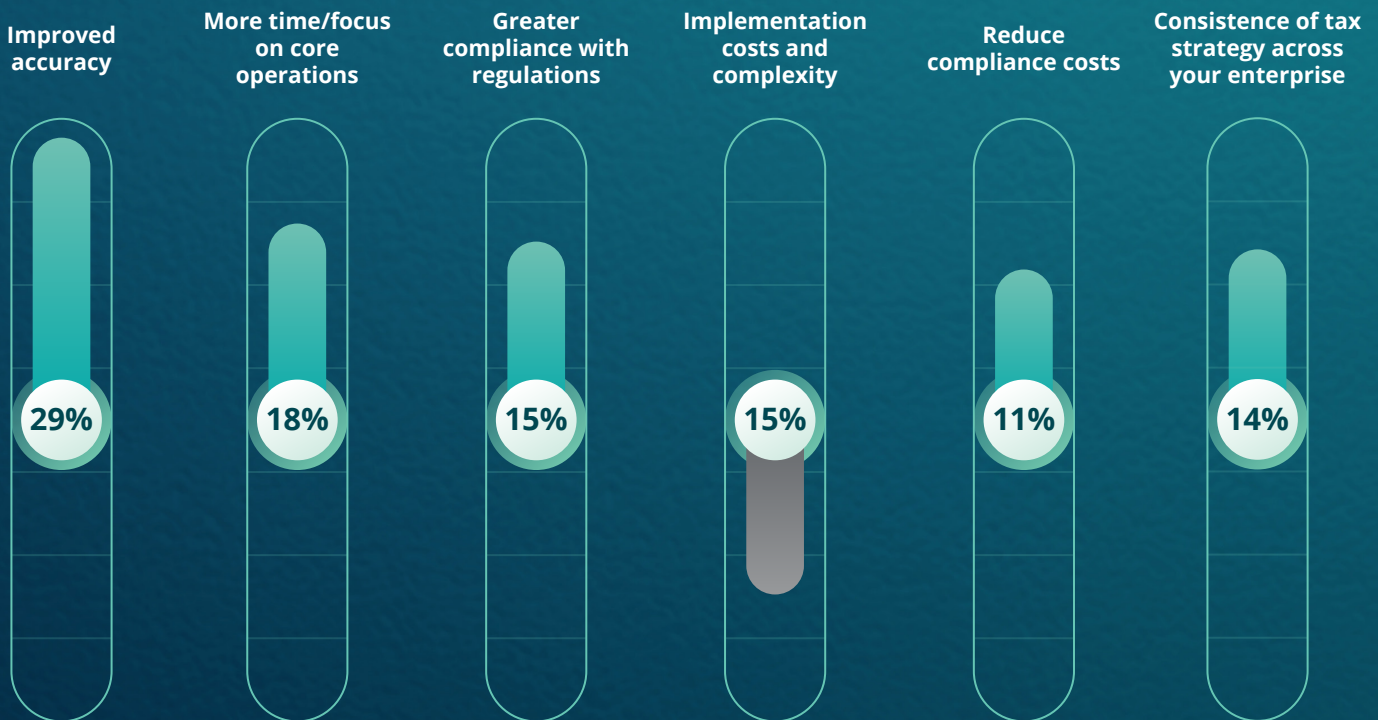 Improved
accuracy
More time/focus
on core
operations
Greater
compliance with
regulations
Implementation
costs and
complexity
Reduce
compliance costs
Consistence of tax
strategy across
your enterprise
29%
18%
15%
15%
11%
14%